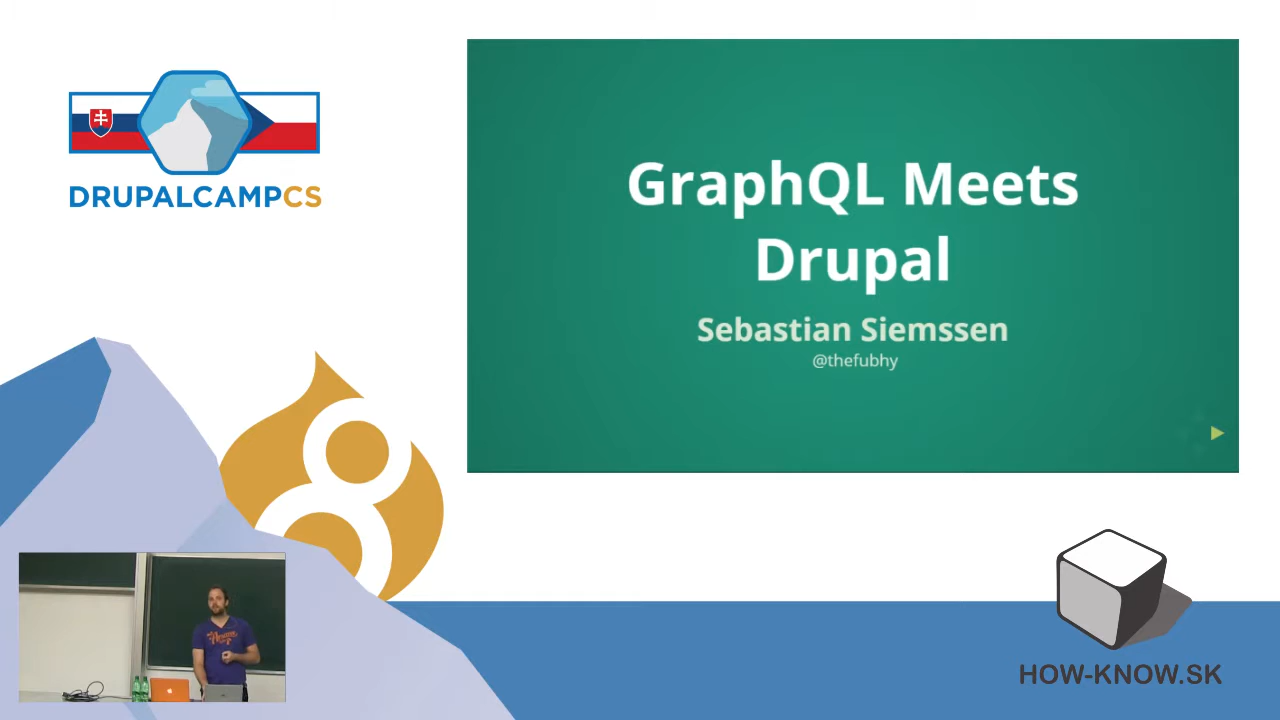 DRUPALCAMPCS
GraphQL Meets
Drupal
Sebastian Siemssen
@thefubhy
HOW-KNOW.SK